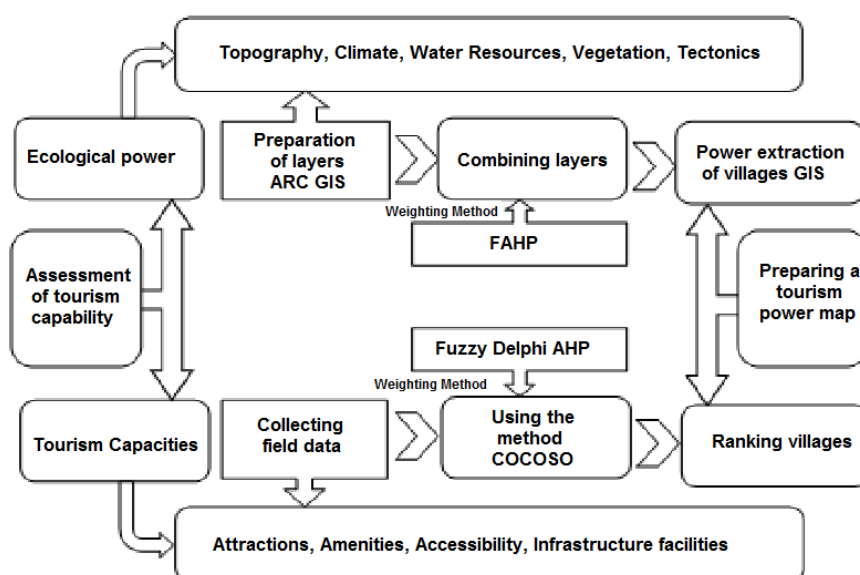 Topography, Climate, Water Resources, Vegetation, Tectonics
Ecological power
Preparation
of layers
ARC GIS
Combining layers
Power extraction
of villages GIS
Weighting Method
FAHP
Assessment
of tourism
capability
Preparing a
tourism
power map
Fuzzy Delphi AHP
Weighting Method
Tourism Capacities
Collecting
field data
Using the
method
COCOSO
Ranking villages
Attractions, Amenities, Accessibility, Infrastructure facilities